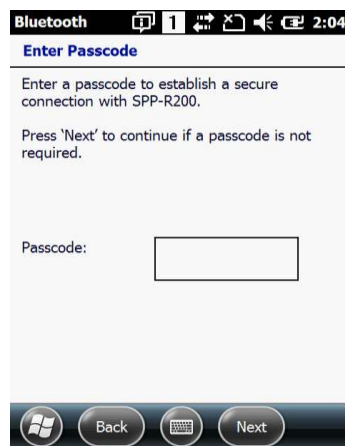 Bluetooth 1 2:04
Enter Passcode
Enter a passcode to establish a secure
connection with SPP-R200.
Press `Next' to continue if a passcode is not
required.
Passcode:
Back Next